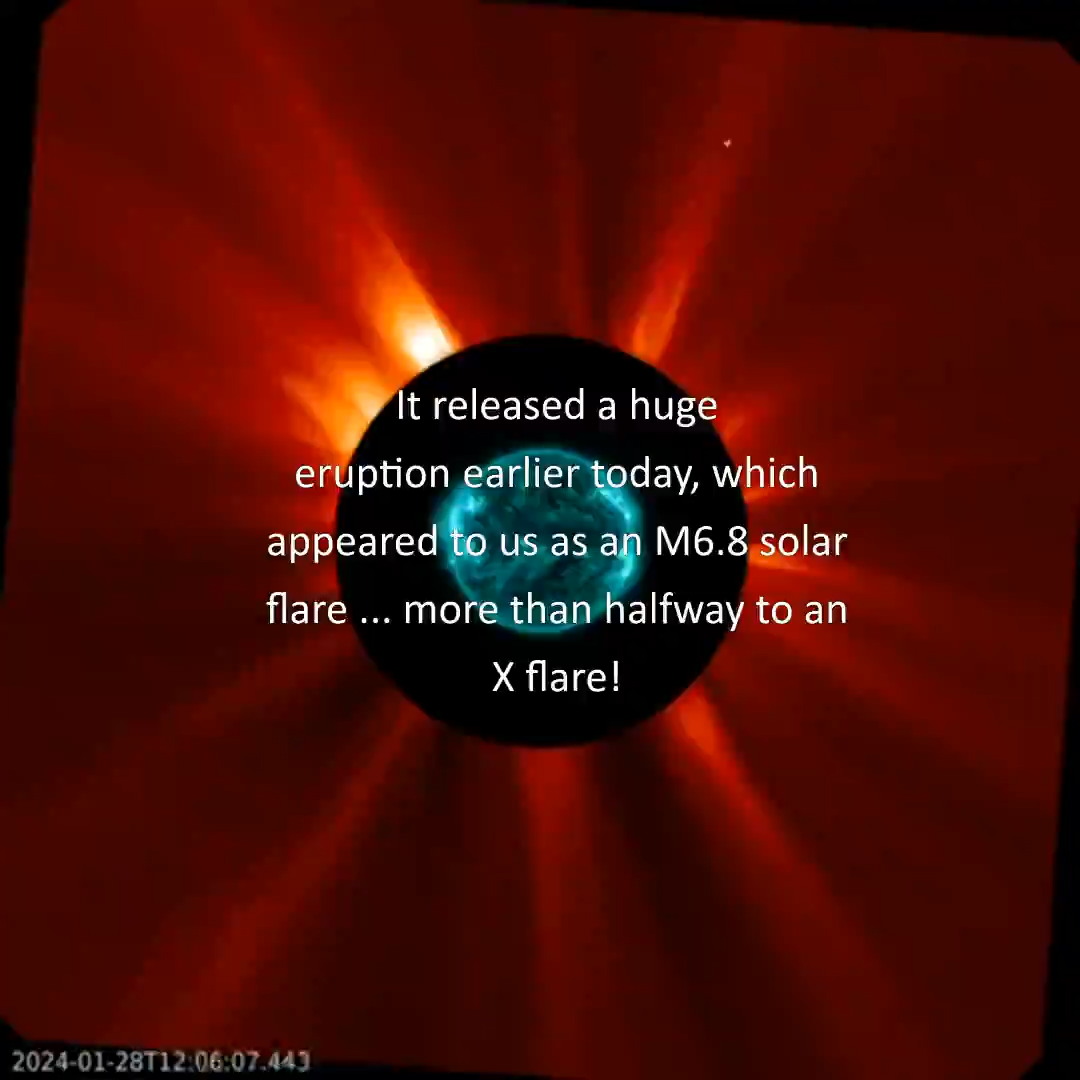 It released a huge
eruption earlier today, which
appeared to us as an M6.8 solar
flare ... more than halfway to an
X flare!
2024-01-28T12:06:07.443